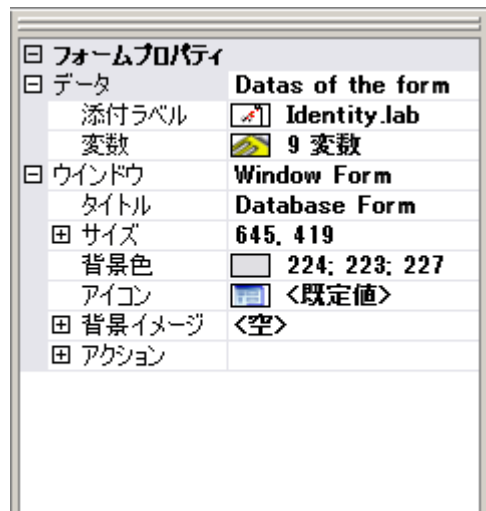 フォームプロパティ
データ Datas of the form
添付ラベル Identity.lab
変数 9 変数
ウインドウ Window Form
タイトル Database Form
サイズ 645, 419
背景色 224; 223; 227
アイコン <既定値>
背景イメージ <空>
アクション